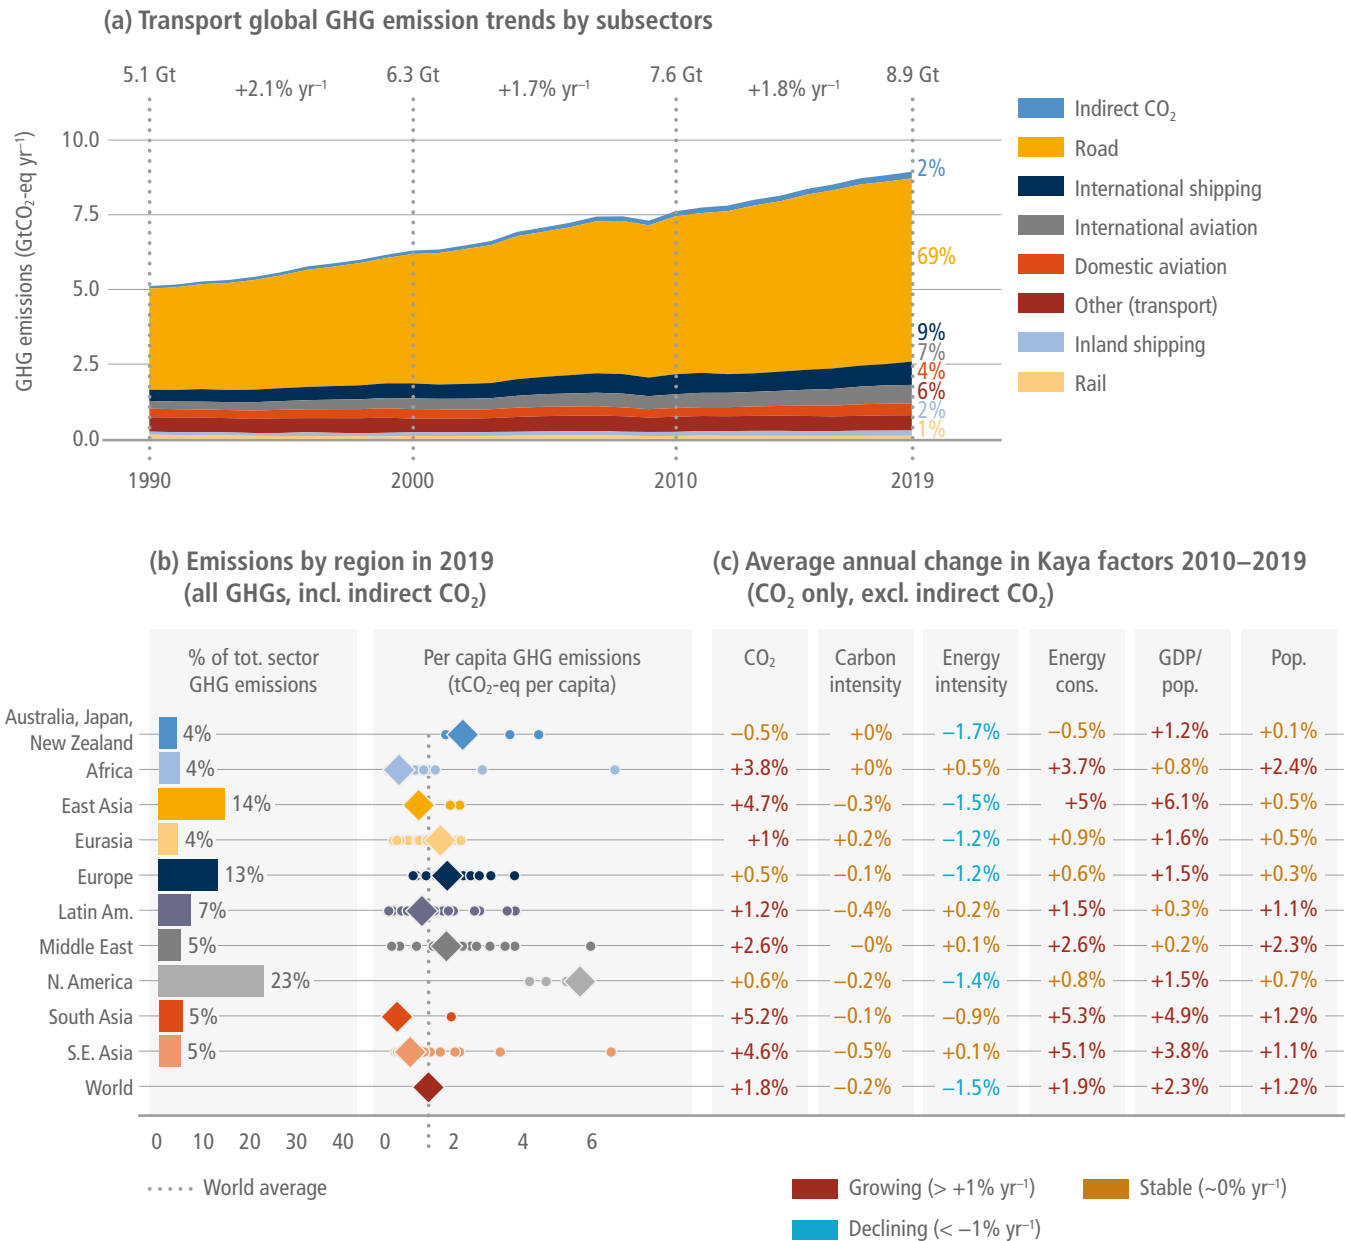 (a) Transport global GHG emission trends by subsectors
5.1 Gt
+2.1% yr⁻¹
6.3 Gt
+1.7% yr⁻¹
7.6 Gt
+1.8% yr⁻¹
8.9 Gt
GHG emissions (GtCO₂-eq yr⁻¹)
10.0
7.5
5.0
2.5
0.0
2%
69%
9%
7%
4%
6%
2%
1%
1990
2000
2010
2019
Indirect CO₂
Road
International shipping
International aviation
Domestic aviation
Other (transport)
Inland shipping
Rail
(b) Emissions by region in 2019
(all GHGs, incl. indirect CO₂)
(c) Average annual change in Kaya factors 2010–2019
(CO₂ only, excl. indirect CO₂)
% of tot. sector
GHG emissions
Per capita GHG emissions
(tCO₂-eq per capita)
CO₂
Carbon
intensity
Energy
intensity
Energy
cons.
GDP/
pop.
Pop.
Australia, Japan,
New Zealand
4% −0.5% +0% −1.7% −0.5% +1.2% +0.1%
Africa 4% +3.8% +0% +0.5% +3.7% +0.8% +2.4%
East Asia 14% +4.7% −0.3% −1.5% +5% +6.1% +0.5%
Eurasia 4% +1% +0.2% −1.2% +0.9% +1.6% +0.5%
Europe 13% +0.5% −0.1% −1.2% +0.6% +1.5% +0.3%
Latin Am. 7% +1.2% −0.4% +0.2% +1.5% +0.3% +1.1%
Middle East 5% +2.6% −0% +0.1% +2.6% +0.2% +2.3%
N. America 23% +0.6% −0.2% −1.4% +0.8% +1.5% +0.7%
South Asia 5% +5.2% −0.1% −0.9% +5.3% +4.9% +1.2%
S.E. Asia 5% +4.6% −0.5% +0.1% +5.1% +3.8% +1.1%
World +1.8% −0.2% −1.5% +1.9% +2.3% +1.2%
0 10 20 30 40 0 2 4 6
World average
Growing (> +1% yr⁻¹)
Stable (~0% yr⁻¹)
Declining (< −1% yr⁻¹)